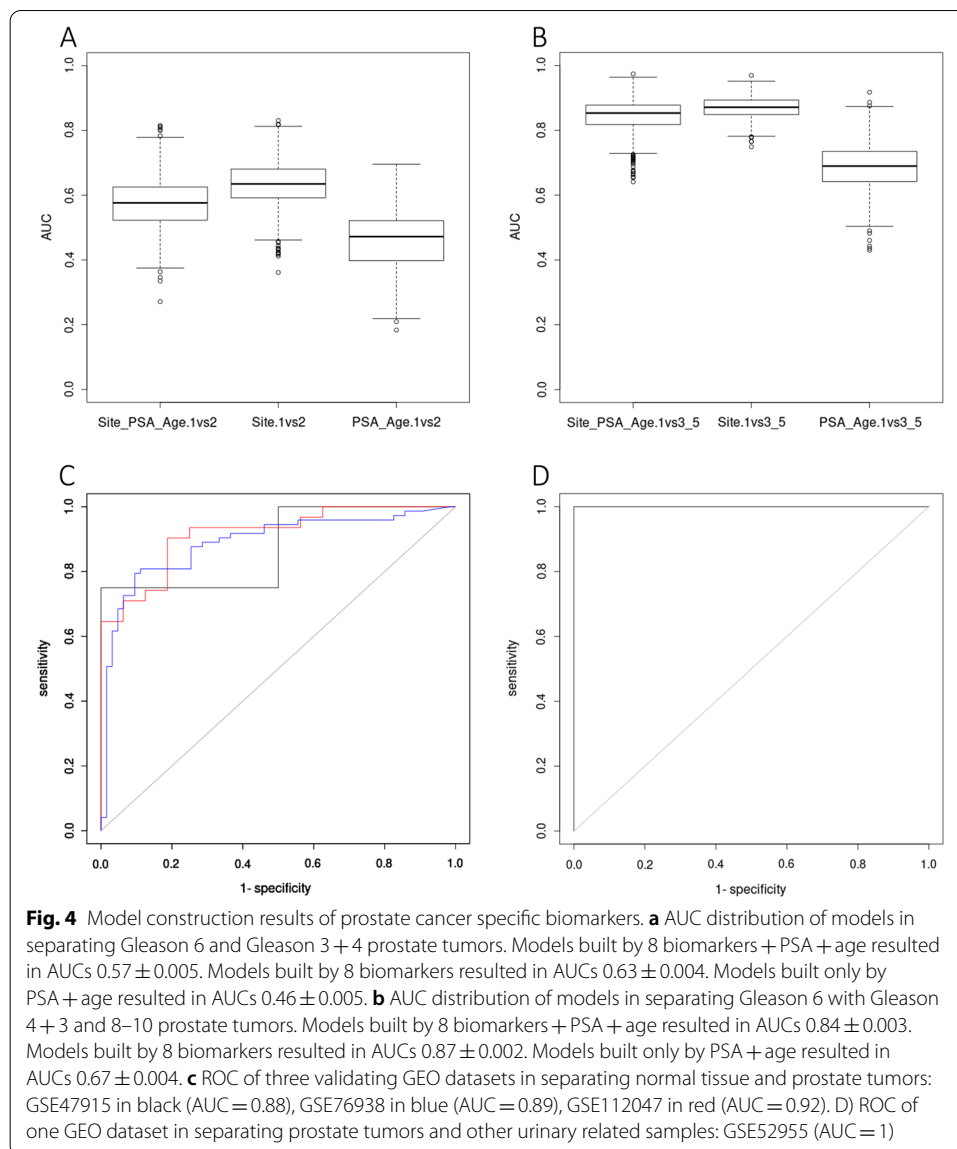 A
B
1.0
0.8
0.6
0.4
0.2
0.0
AUC
Site_PSA_Age.1vs2 Site.1vs2 PSA_Age.1vs2
1.0
0.8
0.6
0.4
0.2
0.0
AUC
Site_PSA_Age.1vs3_5 Site.1vs3_5 PSA_Age.1vs3_5
C
D
1.0
0.8
0.6
0.4
0.2
0.0
sensitivity
0.0 0.2 0.4 0.6 0.8 1.0
1- specificity
1.0
0.8
0.6
0.4
0.2
0.0
sensitivity
0.0 0.2 0.4 0.6 0.8 1.0
1- specificity
Fig. 4 Model construction results of prostate cancer specific biomarkers. a AUC distribution of models in
separating Gleason 6 and Gleason 3 + 4 prostate tumors. Models built by 8 biomarkers + PSA + age resulted
in AUCs 0.57 ± 0.005. Models built by 8 biomarkers resulted in AUCs 0.63 ± 0.004. Models built only by
PSA + age resulted in AUCs 0.46 ± 0.005. b AUC distribution of models in separating Gleason 6 with Gleason
4 + 3 and 8–10 prostate tumors. Models built by 8 biomarkers + PSA + age resulted in AUCs 0.84 ± 0.003.
Models built by 8 biomarkers resulted in AUCs 0.87 ± 0.002. Models built only by PSA + age resulted in
AUCs 0.67 ± 0.004. c ROC of three validating GEO datasets in separating normal tissue and prostate tumors:
GSE47915 in black (AUC = 0.88), GSE76938 in blue (AUC = 0.89), GSE112047 in red (AUC = 0.92). D) ROC of
one GEO dataset in separating prostate tumors and other urinary related samples: GSE52955 (AUC = 1)